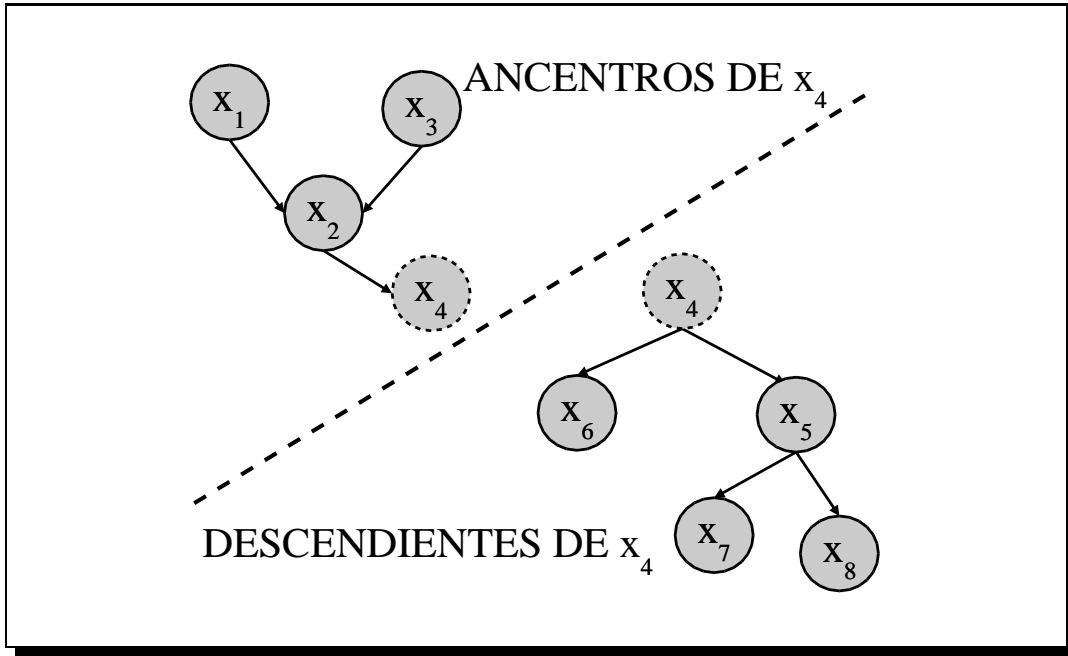 ANCENTROS DE x4
x1
x3
x2
x4
x4
x6
x5
DESCENDIENTES DE x4
x7
x8